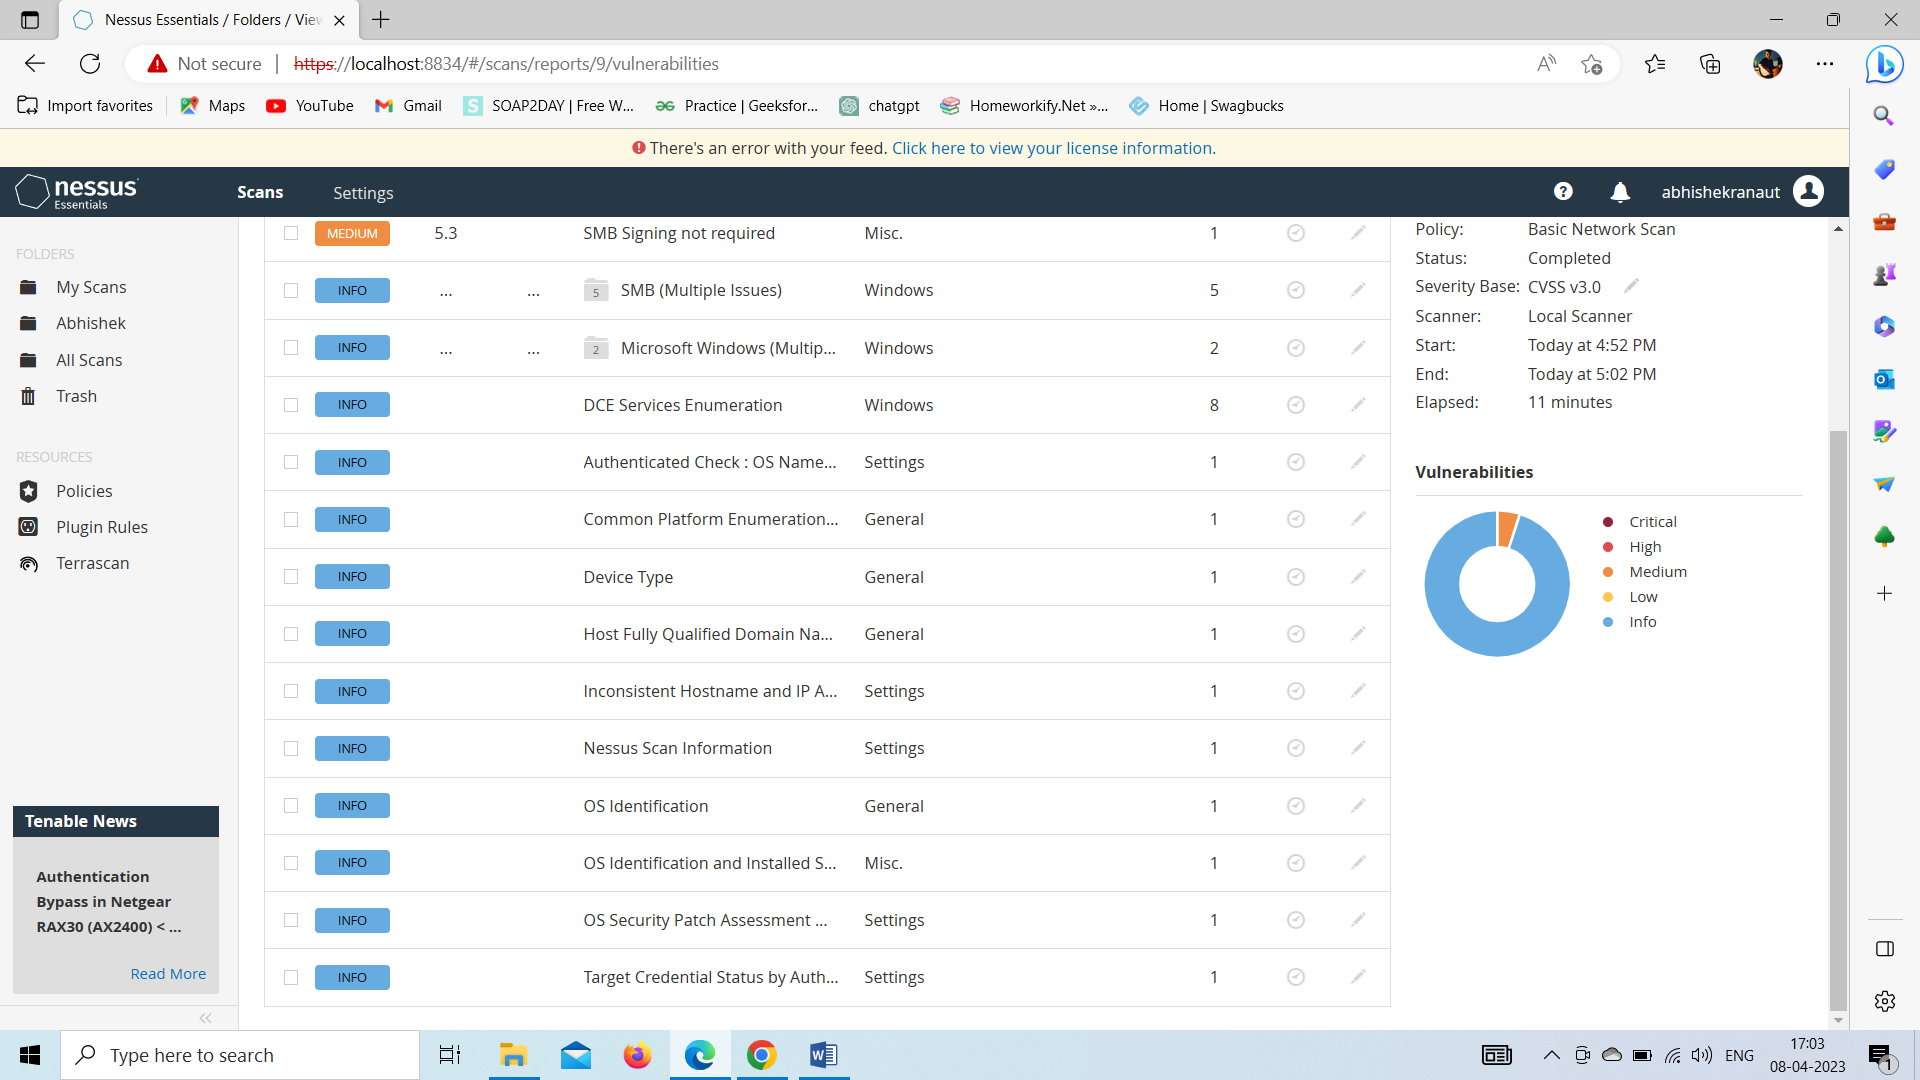 Nessus Essentials / Folders / View
Not secure
https://localhost:8834/#/scans/reports/9/vulnerabilities
Import favorites
Maps
YouTube
Gmail
SOAP2DAY | Free W...
Practice | Geeksfor...
chatgpt
Homeworkify.Net »...
Home | Swagbucks
There's an error with your feed. Click here to view your license information.
nessus
Essentials
Scans
Settings
abhishekranaut
FOLDERS
My Scans
Abhishek
All Scans
Trash
RESOURCES
Policies
Plugin Rules
Terrascan
Tenable News
Authentication
Bypass in Netgear
RAX30 (AX2400) < ...
Read More
MEDIUM 5.3 SMB Signing not required Misc. 1
INFO ... ... 5 SMB (Multiple Issues) Windows 5
INFO ... ... 2 Microsoft Windows (Multip... Windows 2
INFO DCE Services Enumeration Windows 8
INFO Authenticated Check : OS Name... Settings 1
INFO Common Platform Enumeration... General 1
INFO Device Type General 1
INFO Host Fully Qualified Domain Na... General 1
INFO Inconsistent Hostname and IP A... Settings 1
INFO Nessus Scan Information Settings 1
INFO OS Identification General 1
INFO OS Identification and Installed S... Misc. 1
INFO OS Security Patch Assessment ... Settings 1
INFO Target Credential Status by Auth... Settings 1
Policy: Basic Network Scan
Status: Completed
Severity Base: CVSS v3.0
Scanner: Local Scanner
Start: Today at 4:52 PM
End: Today at 5:02 PM
Elapsed: 11 minutes
Vulnerabilities
Critical
High
Medium
Low
Info
Type here to search
ENG
17:03
08-04-2023
1